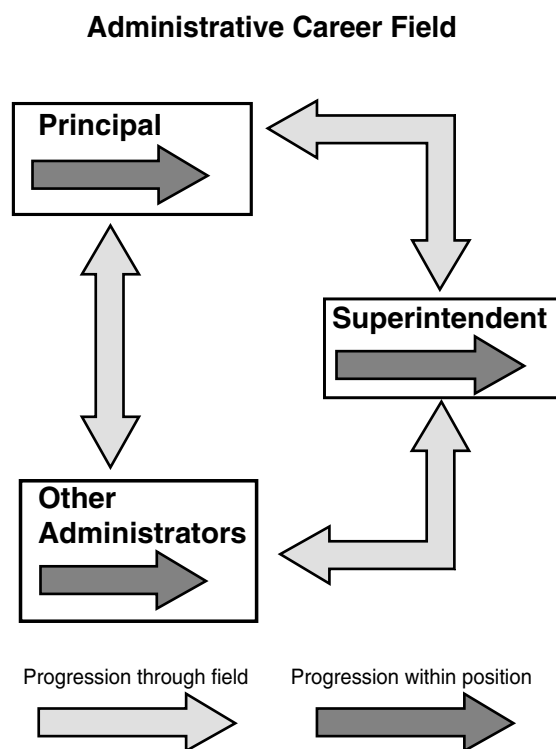 Administrative Career Field
Principal
Superintendent
Other
Administrators
Progression through field
Progression within position